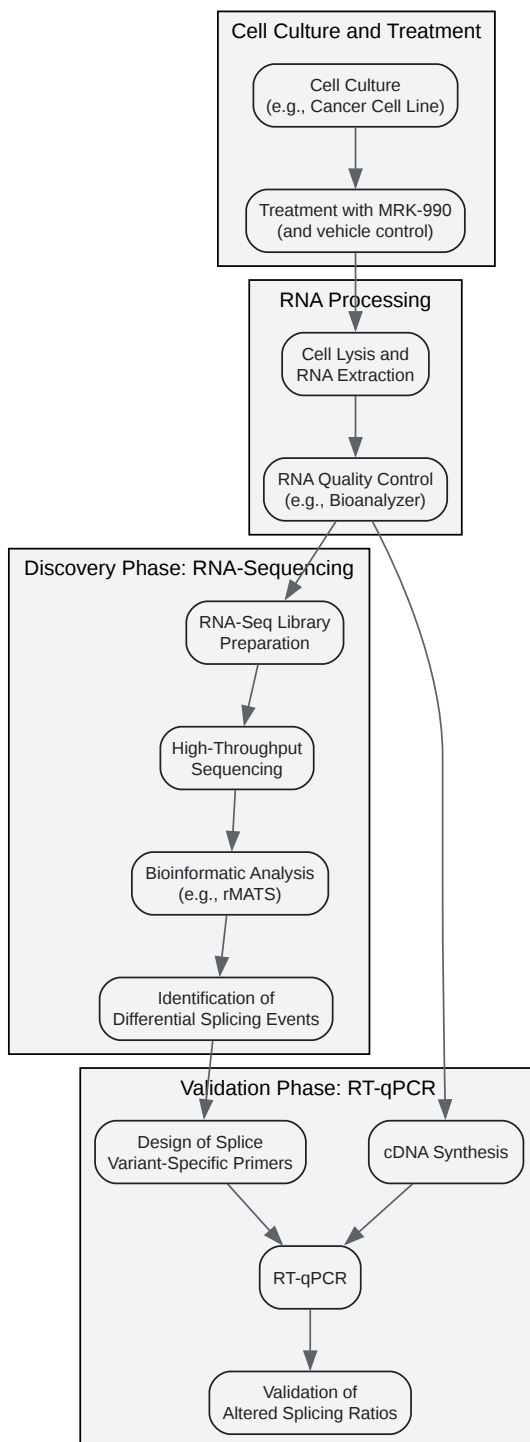 Cell Culture and Treatment
Cell Culture
(e.g., Cancer Cell Line)
Treatment with MRK-990
(and vehicle control)
RNA Processing
Cell Lysis and
RNA Extraction
RNA Quality Control
(e.g., Bioanalyzer)
Discovery Phase: RNA-Sequencing
RNA-Seq Library
Preparation
High-Throughput
Sequencing
Bioinformatic Analysis
(e.g., rMATS)
Identification of
Differential Splicing Events
Validation Phase: RT-qPCR
Design of Splice
Variant-Specific Primers
cDNA Synthesis
RT-qPCR
Validation of
Altered Splicing Ratios